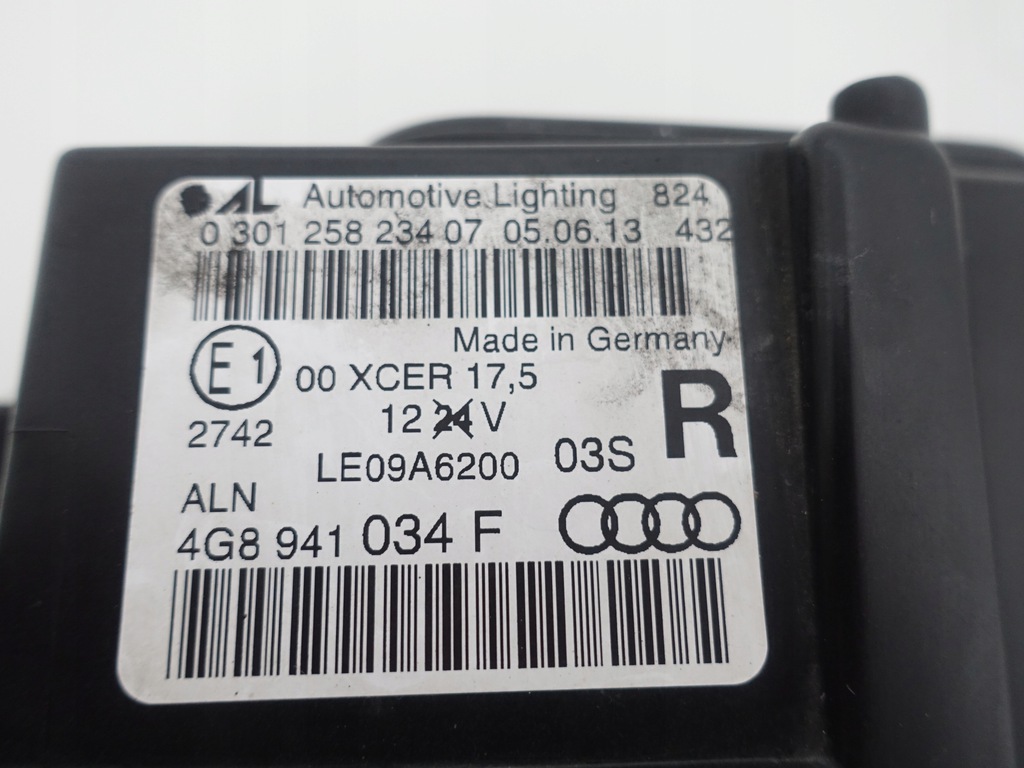 AL Automotive Lighting 824
0 301 258 234 07 05.06.13 432
Made in Germany
E1 00 XCER 17,5
R
2742 12 24 V
LE09A6200 03S
ALN
4G8 941 034 F